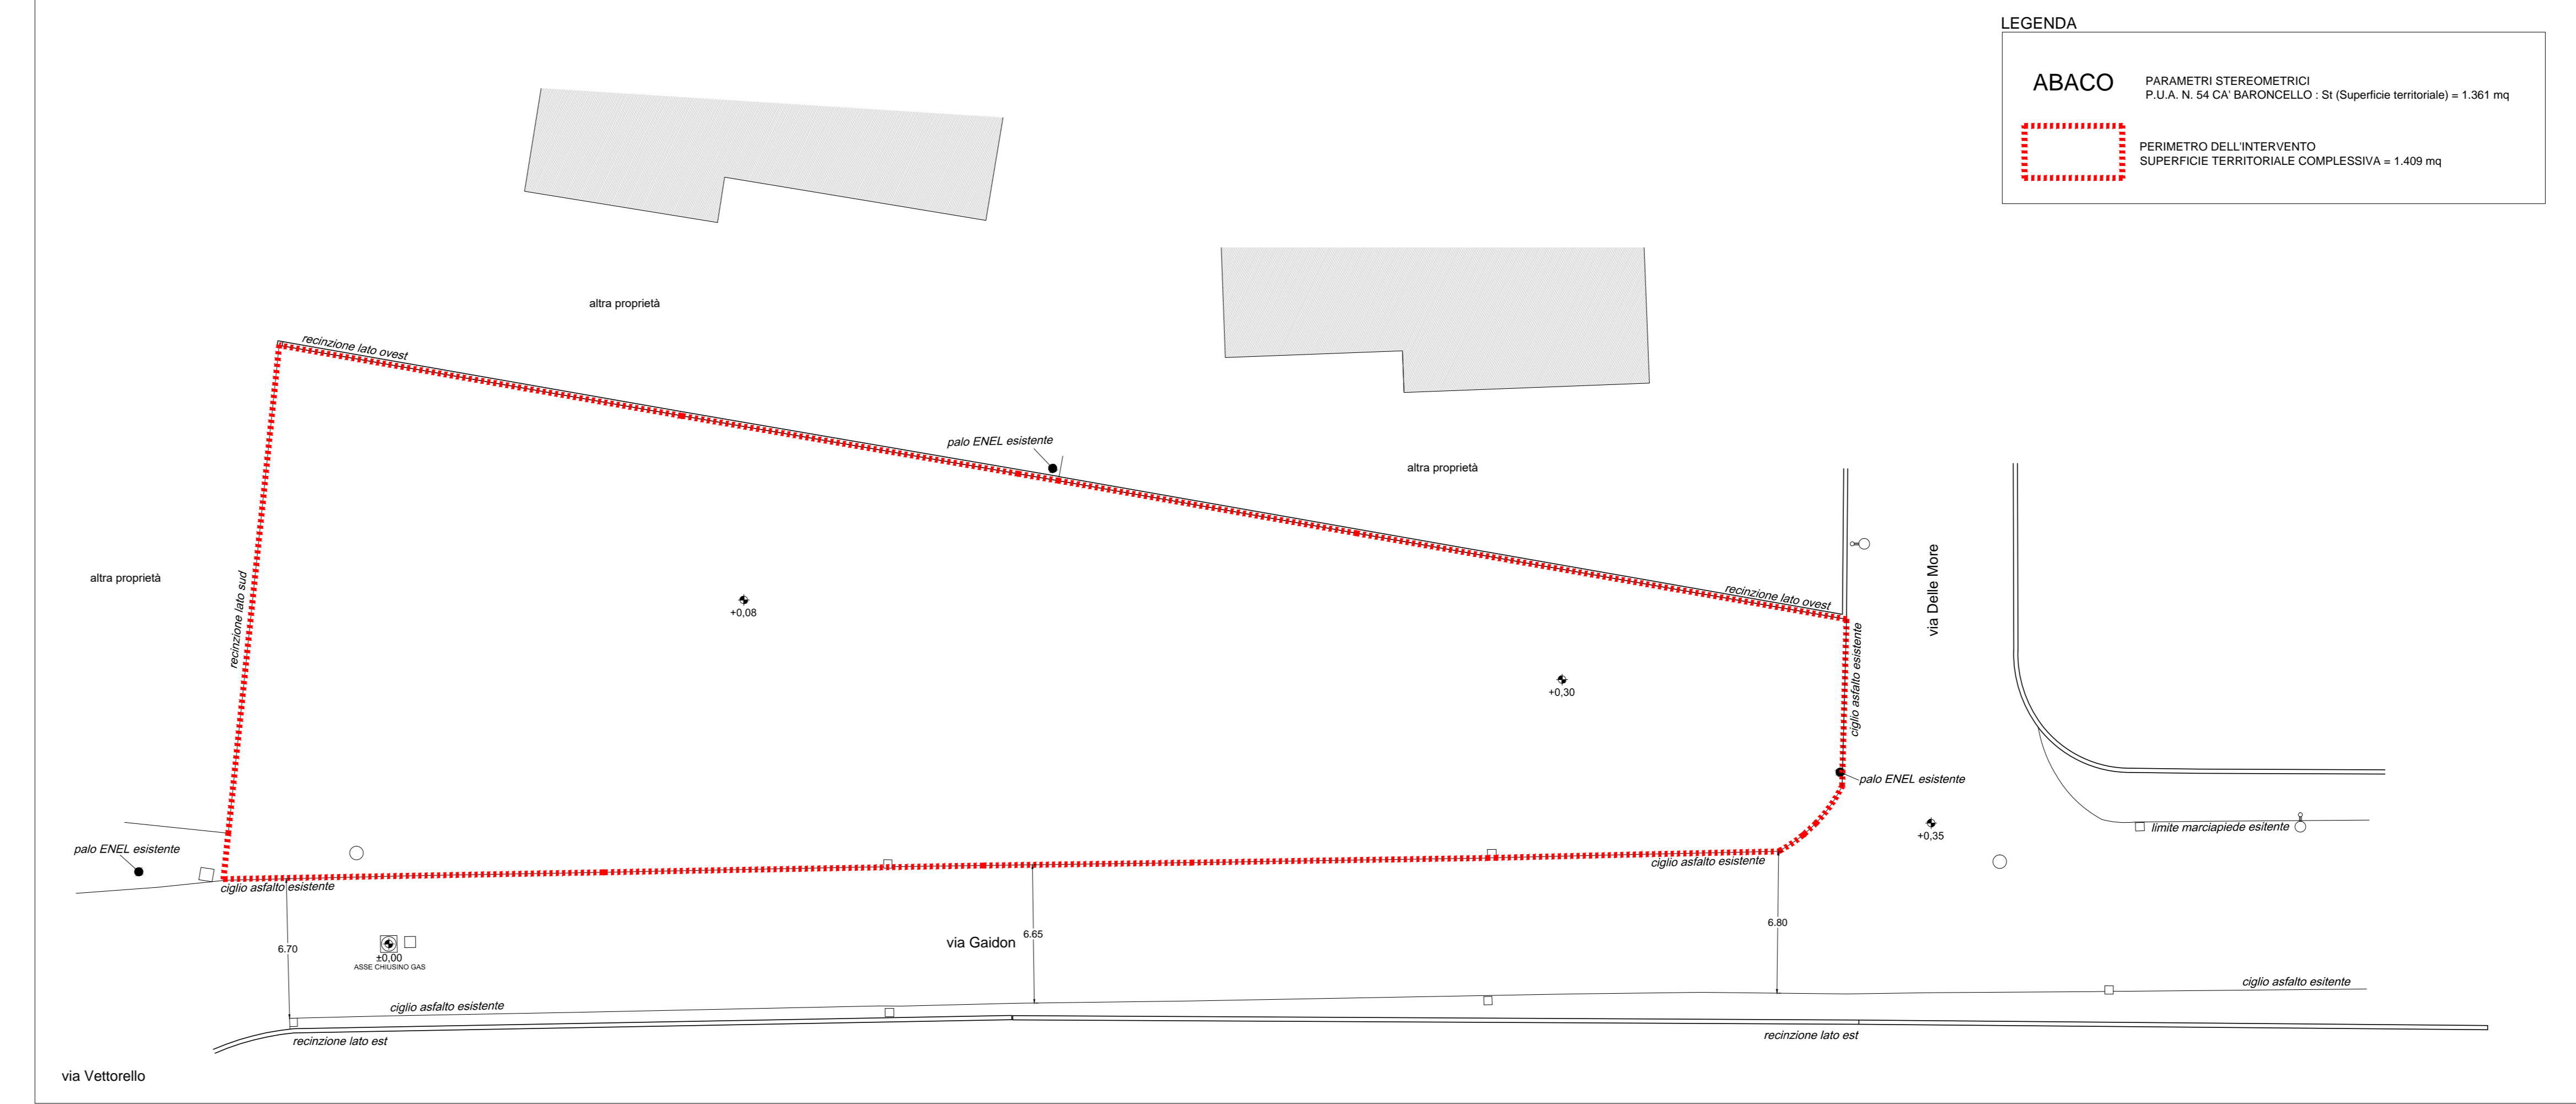 LEGENDA
ABACO
PARAMETRI STEREOMETRICI
P.U.A. N. 54 CA' BARONCELLO : St (Superficie territoriale) = 1.361 mq
PERIMETRO DELL'INTERVENTO
SUPERFICIE TERRITORIALE COMPLESSIVA = 1.409 mq
altra proprietà
recinzione lato ovest
palo ENEL esistente
altra proprietà
altra proprietà
recinzione lato sud
+0,08
recinzione lato ovest
via Delle More
ciglio asfalto esistente
+0,30
palo ENEL esistente
+0,35
limite marciapiede esitente
palo ENEL esistente
ciglio asfalto esistente
ciglio asfalto esistente
6.70
±0,00
ASSE CHIUSINO GAS
via Gaidon
6.65
6.80
ciglio asfalto esistente
ciglio asfalto esitente
recinzione lato est
recinzione lato est
via Vettorello